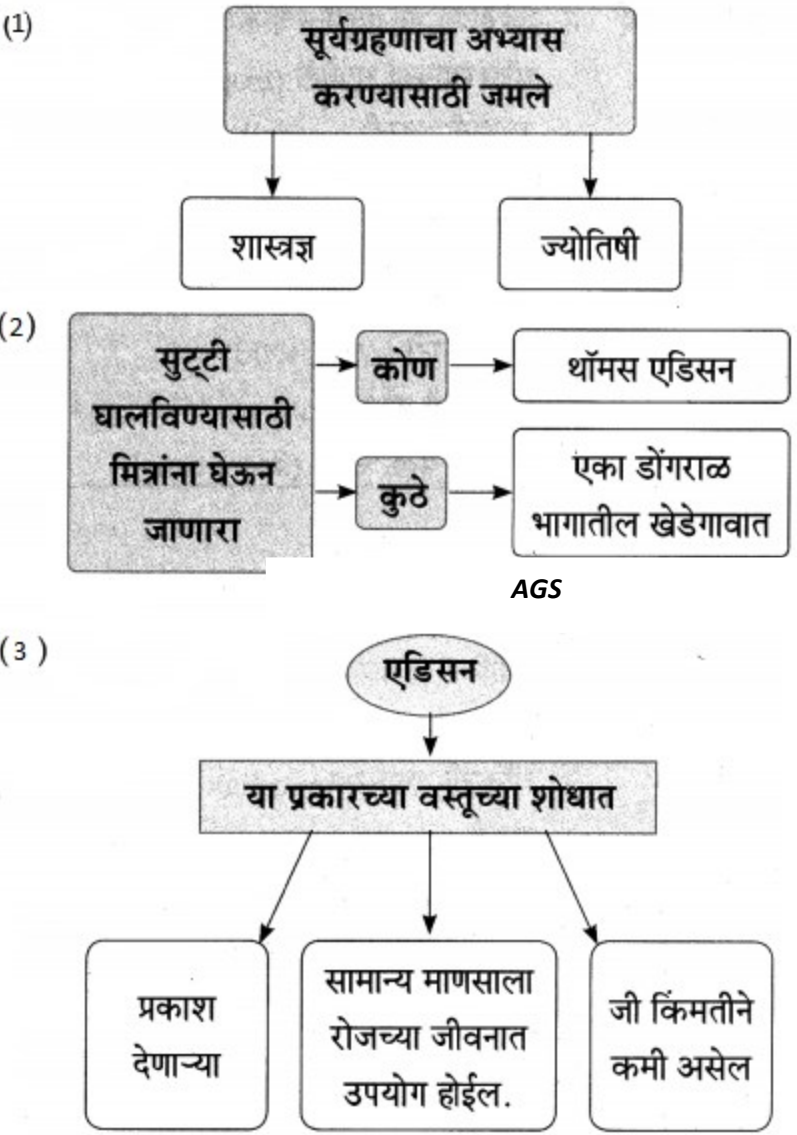 (1)
सूर्यग्रहणाचा अभ्यास
करण्यासाठी जमले
शास्त्रज्ञ
ज्योतिषी
(2)
सुट्टी
घालविण्यासाठी
मित्रांना घेऊन
जाणारा
कोण
थॉमस एडिसन
कुठे
एका डोंगराळ
भागातील खेडेगावात
AGS
(3 )
एडिसन
या प्रकारच्या वस्तूच्या शोधात
प्रकाश
देणाऱ्या
सामान्य माणसाला
रोजच्या जीवनात
उपयोग होईल.
जी किंमतीने
कमी असेल